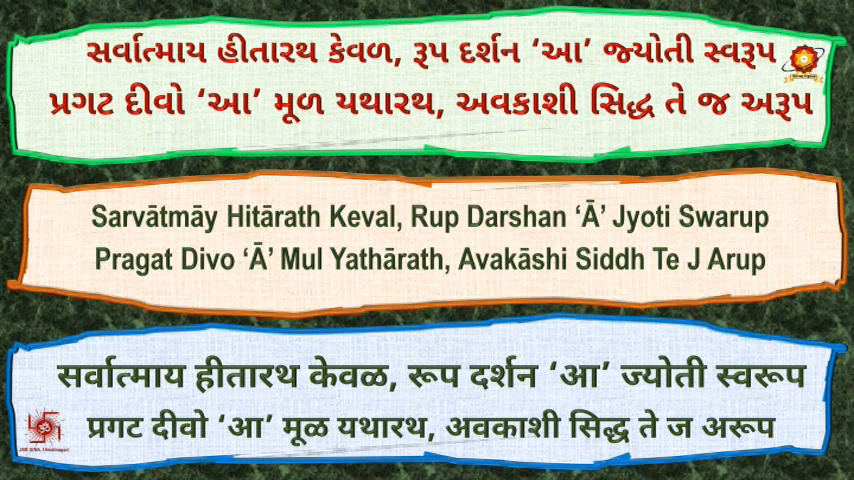 સર્વાત્માય હીતારથ કેવળ, રૂપ દર્શન ‘આ’ જ્યોતી સ્વરૂપ
પ્રગટ દીવો ‘આ’ મૂળ યથારથ, અવકાશી સિદ્ધ તે જ અરૂપ
Sarvātmāy Hitārath Keval, Rup Darshan ‘Ā’ Jyoti Swarup
Pragat Divo ‘Ā’ Mul Yathārath, Avakāshi Siddh Te J Arup
सर्वात्माय हीतारथ केवळ, रूप दर्शन ‘आ’ ज्योती स्वरूप
प्रगट दीवो ‘आ’ मूळ यथारथ, अवकाशी सिद्ध ते ज अरूप